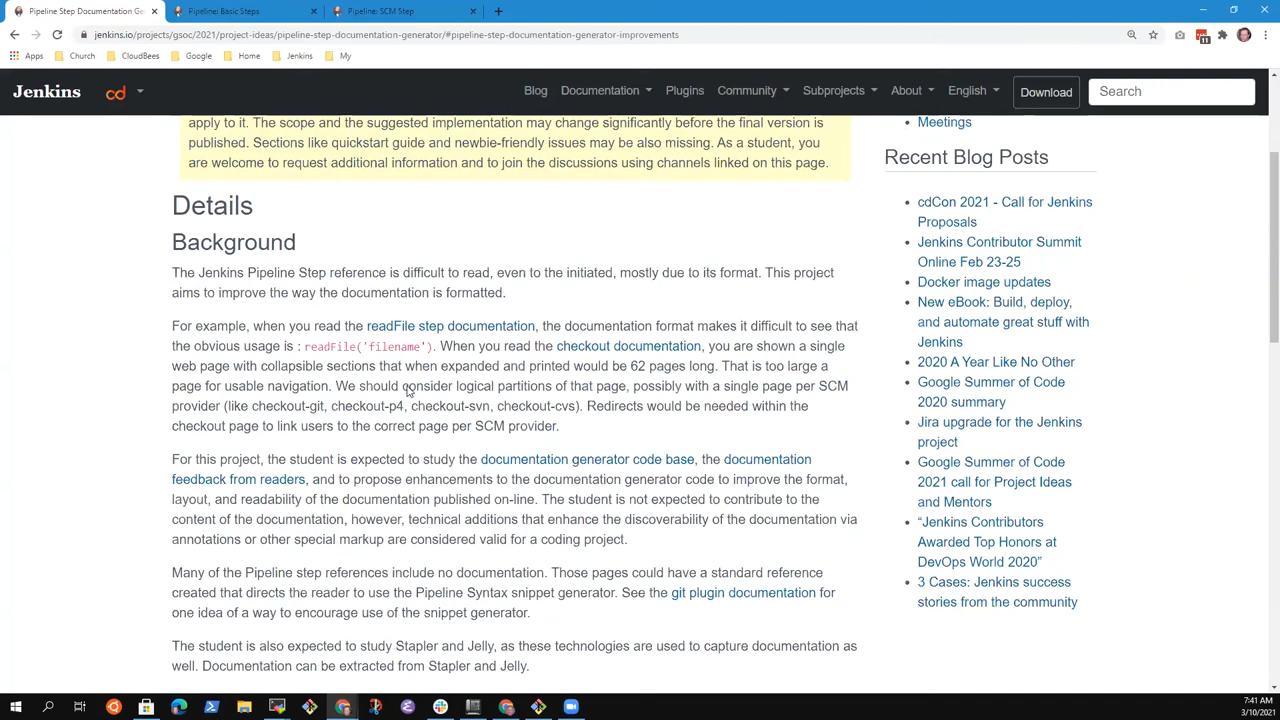 Pipeline Step Documentation Ge
Pipeline: Basic Steps
Pipeline: SCM Step
jenkins.io/projects/gsoc/2021/project-ideas/pipeline-step-documentation-generator/#pipeline-step-documentation-generator-improvements
Apps Church CloudBees Google Home Jenkins My
Jenkins cd Blog Documentation Plugins Community Subprojects About English Download Search
apply to it. The scope and the suggested implementation may change significantly before the final version is
published. Sections like quickstart guide and newbie-friendly issues may be also missing. As a student, you
are welcome to request additional information and to join the discussions using channels linked on this page.
Details
Background
The Jenkins Pipeline Step reference is difficult to read, even to the initiated, mostly due to its format. This project
aims to improve the way the documentation is formatted.
For example, when you read the readFile step documentation, the documentation format makes it difficult to see that
the obvious usage is : readFile('filename'). When you read the checkout documentation, you are shown a single
web page with collapsible sections that when expanded and printed would be 62 pages long. That is too large a
page for usable navigation. We should consider logical partitions of that page, possibly with a single page per SCM
provider (like checkout-git, checkout-p4, checkout-svn, checkout-cvs). Redirects would be needed within the
checkout page to link users to the correct page per SCM provider.
For this project, the student is expected to study the documentation generator code base, the documentation
feedback from readers, and to propose enhancements to the documentation generator code to improve the format,
layout, and readability of the documentation published on-line. The student is not expected to contribute to the
content of the documentation, however, technical additions that enhance the discoverability of the documentation via
annotations or other special markup are considered valid for a coding project.
Many of the Pipeline step references include no documentation. Those pages could have a standard reference
created that directs the reader to use the Pipeline Syntax snippet generator. See the git plugin documentation for
one idea of a way to encourage use of the snippet generator.
The student is also expected to study Stapler and Jelly, as these technologies are used to capture documentation as
well. Documentation can be extracted from Stapler and Jelly.
Meetings
Recent Blog Posts
cdCon 2021 - Call for Jenkins
Proposals
Jenkins Contributor Summit
Online Feb 23-25
Docker image updates
New eBook: Build, deploy,
and automate great stuff with
Jenkins
2020 A Year Like No Other
Google Summer of Code
2020 summary
Jira upgrade for the Jenkins
project
Google Summer of Code
2021 call for Project Ideas
and Mentors
“Jenkins Contributors
Awarded Top Honors at
DevOps World 2020”
3 Cases: Jenkins success
stories from the community
7:41 AM
3/10/2021